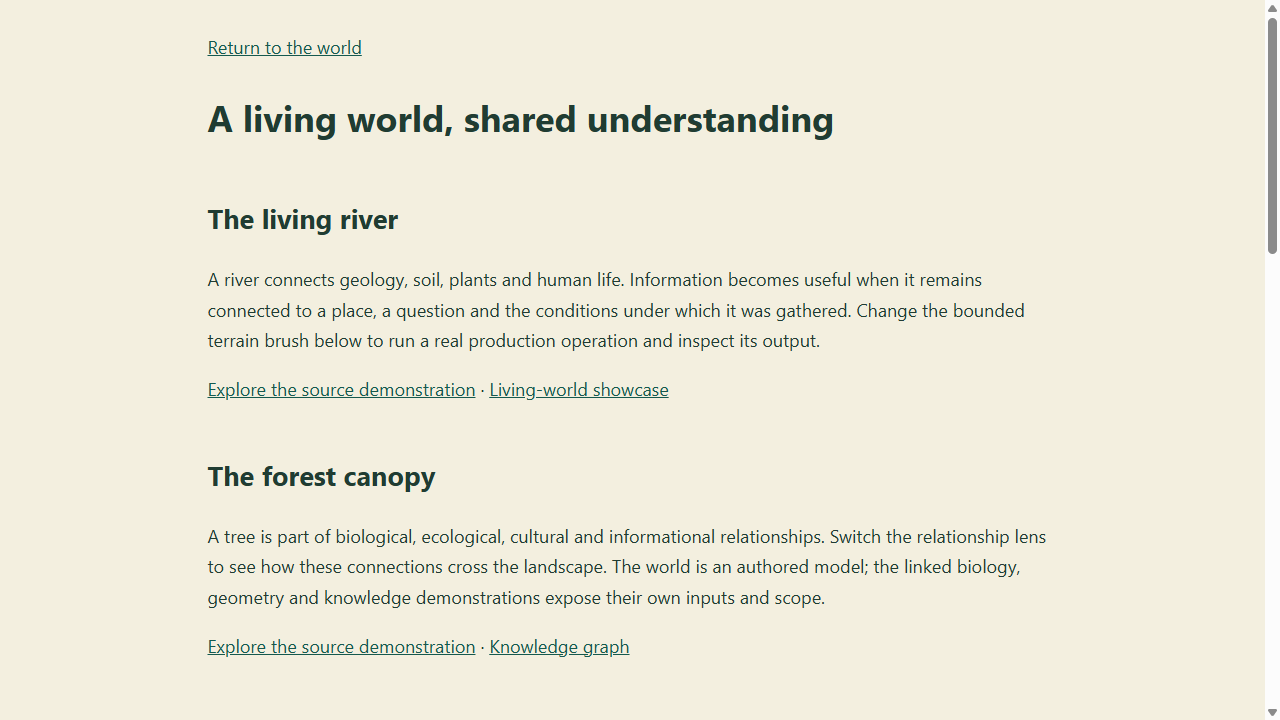 Return to the world
A living world, shared understanding
The living river
A river connects geology, soil, plants and human life. Information becomes useful when it remains
connected to a place, a question and the conditions under which it was gathered. Change the bounded
terrain brush below to run a real production operation and inspect its output.
Explore the source demonstration · Living-world showcase
The forest canopy
A tree is part of biological, ecological, cultural and informational relationships. Switch the relationship lens
to see how these connections cross the landscape. The world is an authored model; the linked biology,
geometry and knowledge demonstrations expose their own inputs and scope.
Explore the source demonstration · Knowledge graph